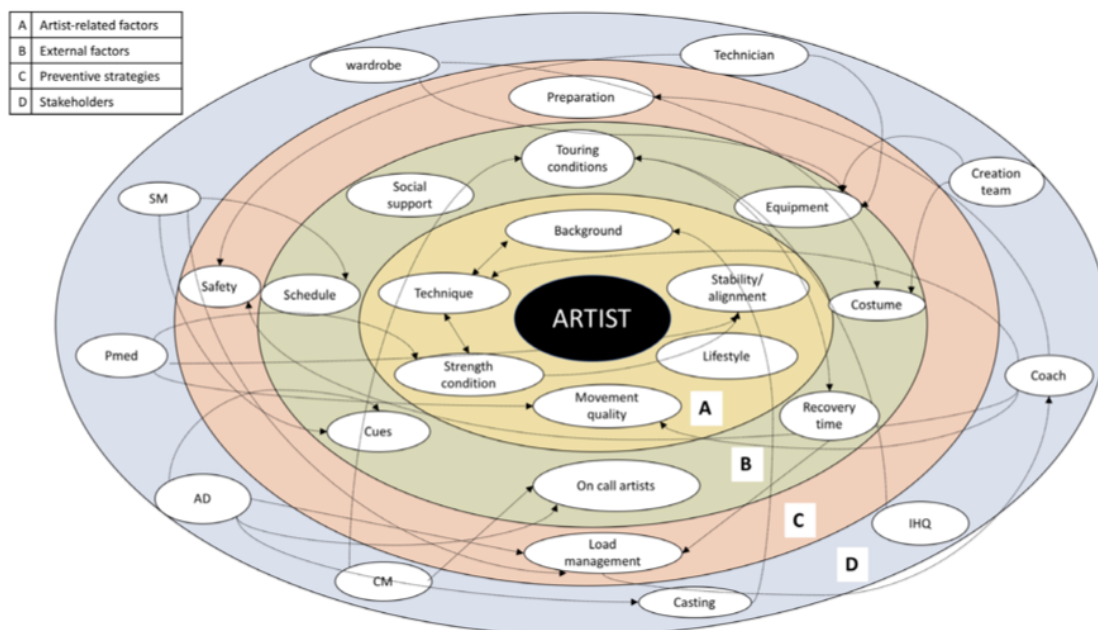 A Artist-related factors
B External factors
C Preventive strategies
D Stakeholders
wardrobe
Technician
Preparation
Touring
conditions
Creation
team
Social
support
SM
Equipment
Background
Safety
Schedule
Technique
Stability/
alignment
Costume
ARTIST
Pmed
Strength
condition
Lifestyle
Coach
Movement
quality
A
Recovery
time
Cues
B
AD
On call artists
C
IHQ
Load
management
D
CM
Casting